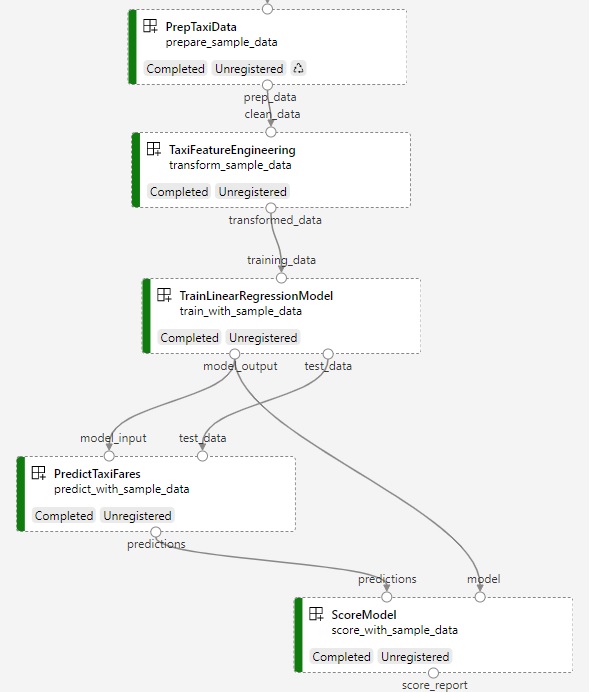 PrepTaxiData
prepare_sample_data
Completed Unregistered
prep_data
clean_data
TaxiFeatureEngineering
transform_sample_data
Completed Unregistered
transformed_data
training_data
TrainLinearRegressionModel
train_with_sample_data
Completed Unregistered
model_output test_data
model_input test_data
PredictTaxiFares
predict_with_sample_data
Completed Unregistered
predictions
predictions model
ScoreModel
score_with_sample_data
Completed Unregistered
score_report